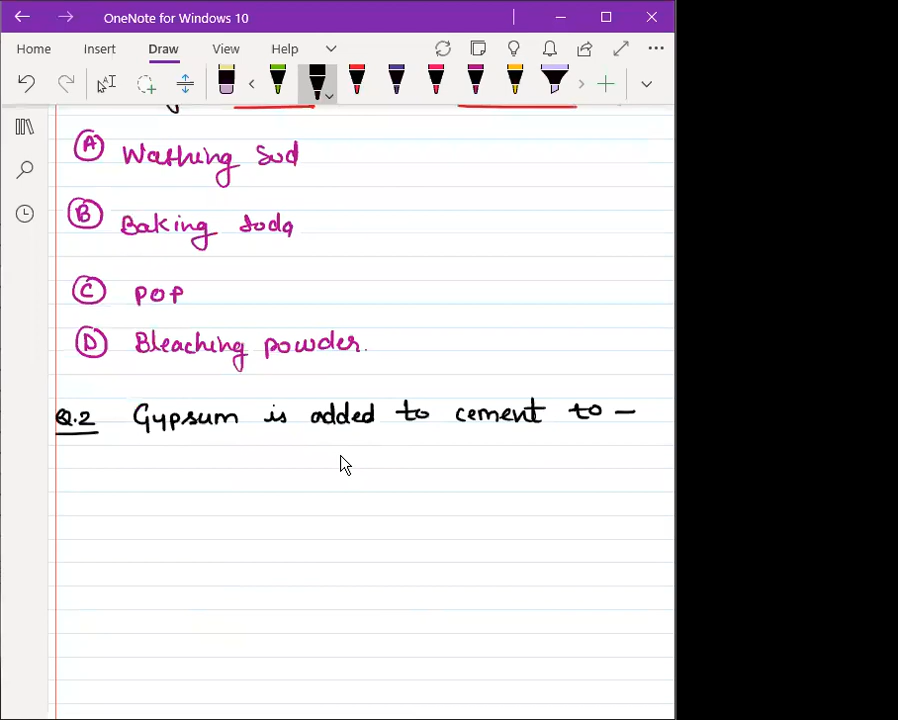 OneNote for Windows 10
Home Insert Draw View Help
A Washing Sod
B Baking Soda
C POP
D Bleaching powder.
Q.2 Gypsum is added to cement to –